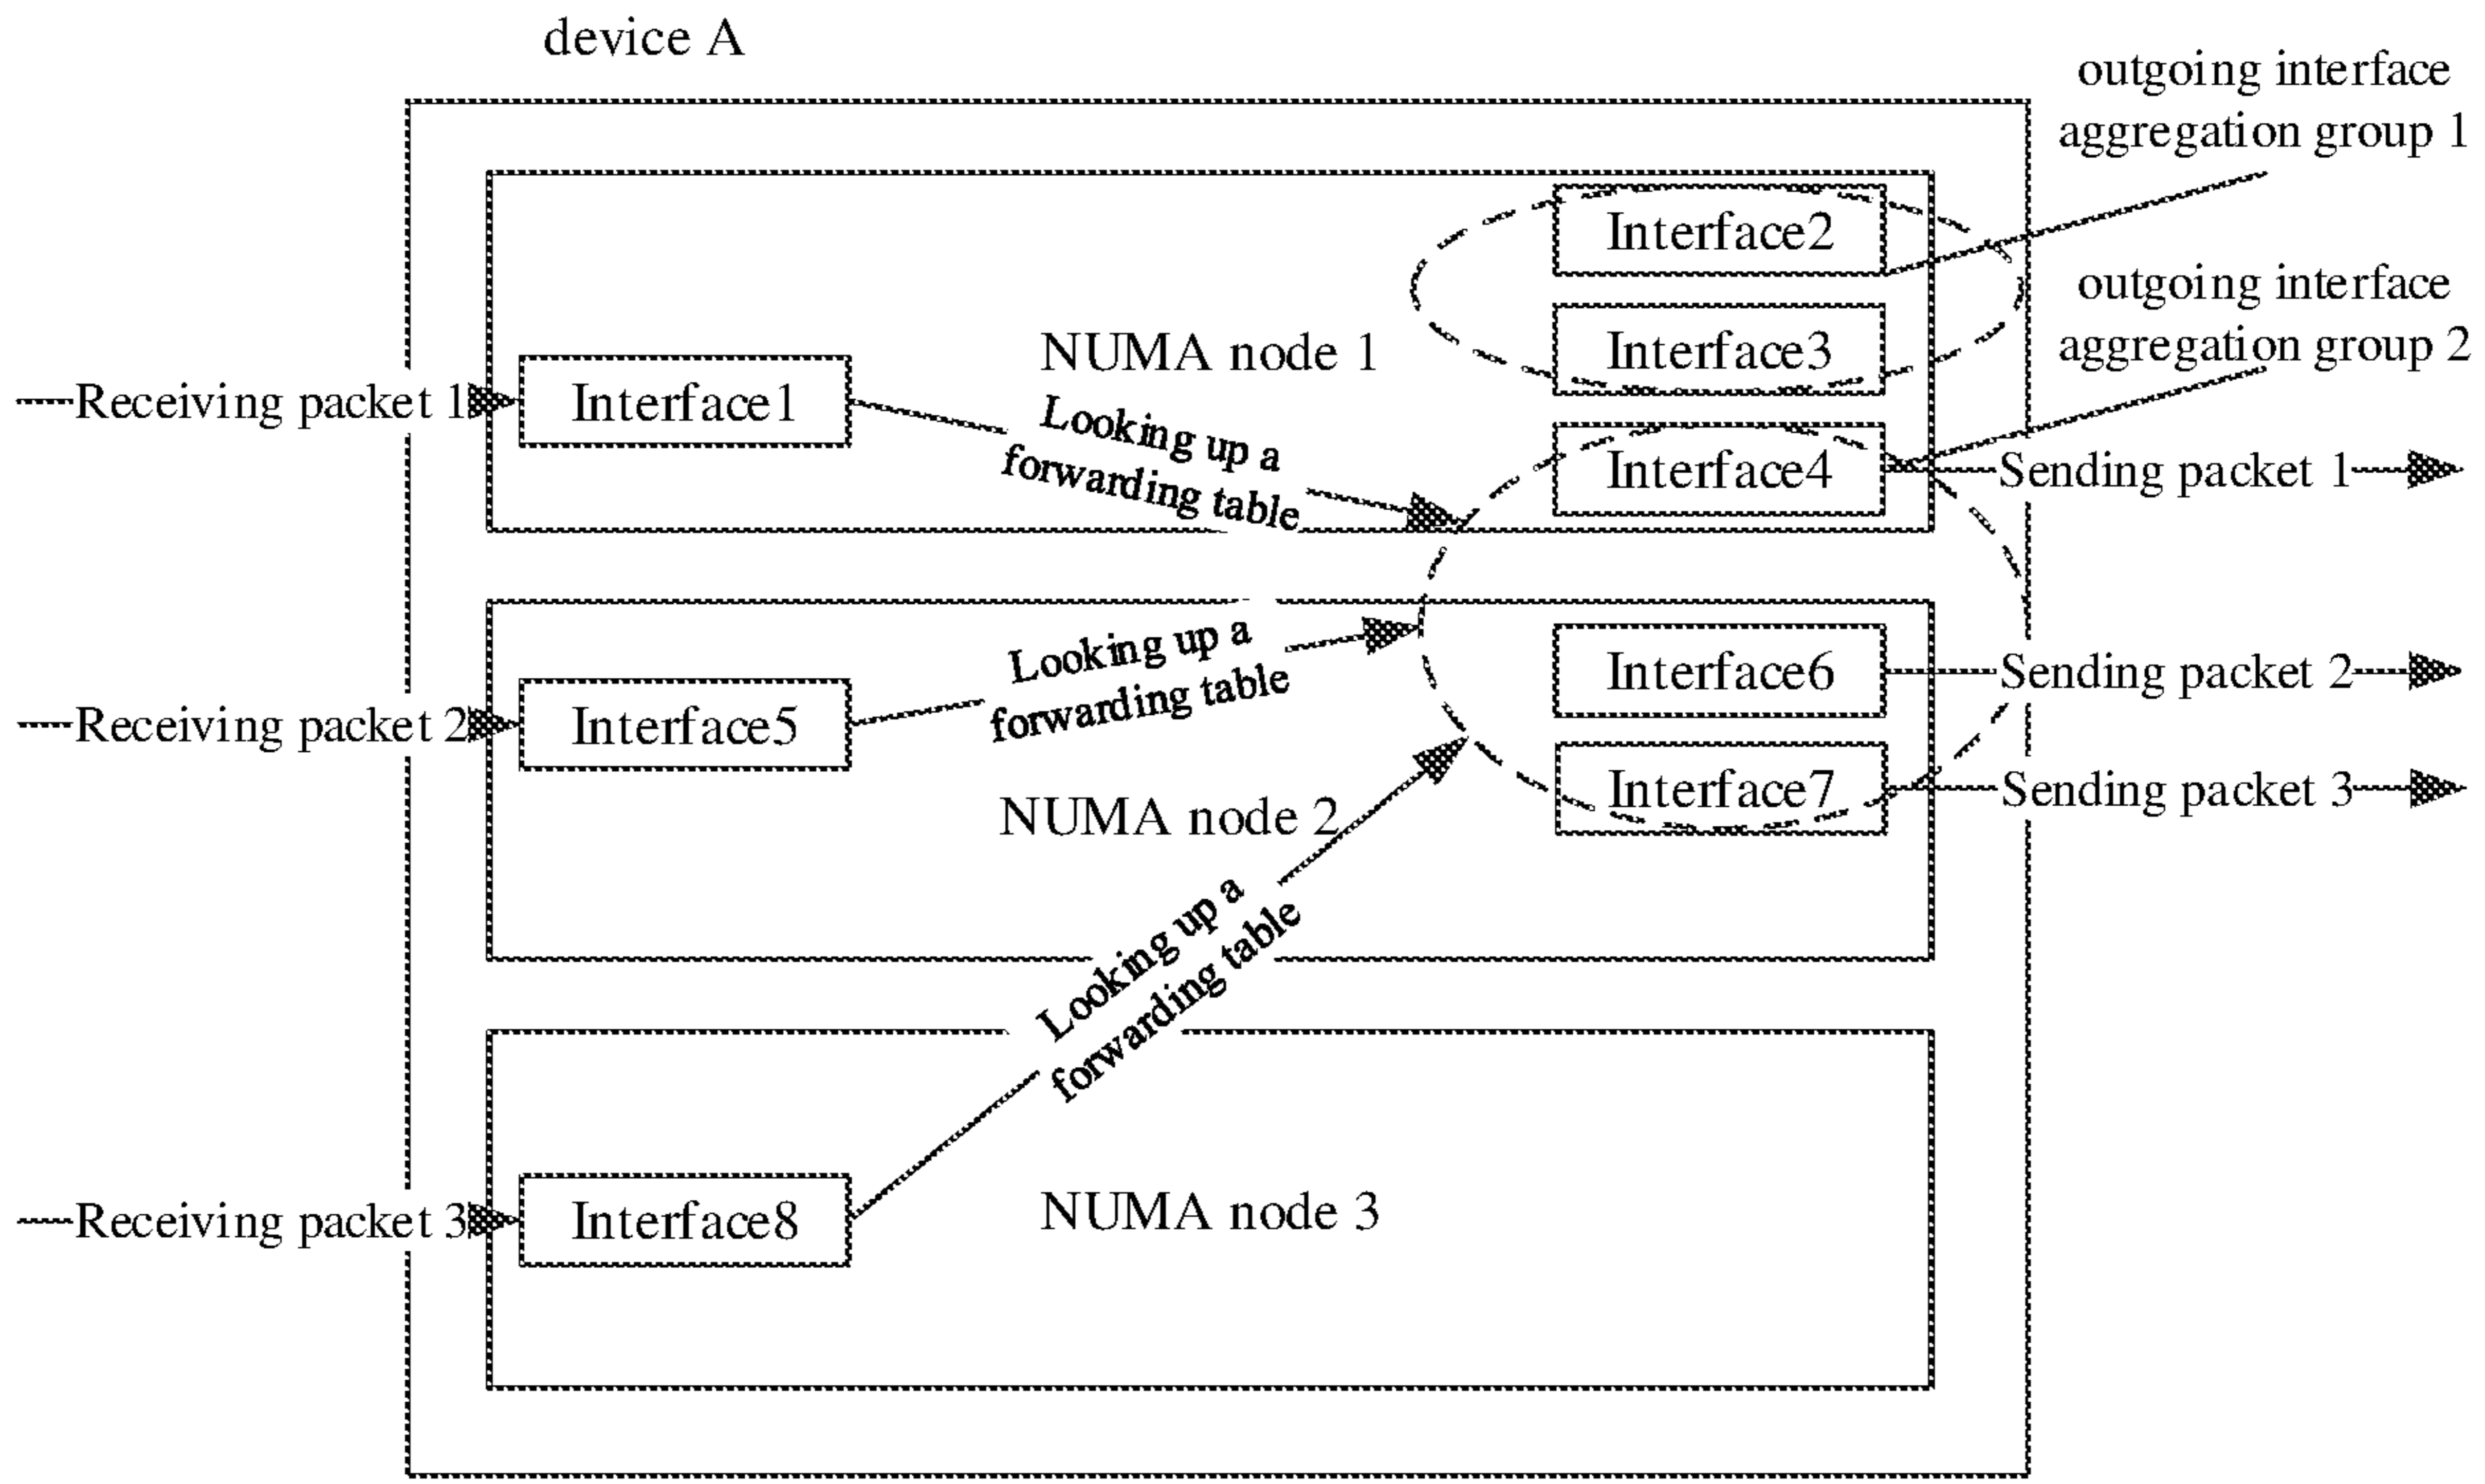 device A
outgoing interface
aggregation group 1
Interface2
outgoing interface
aggregation group 2
NUMA node 1
Interface3
Receiving packet 1
Interface1
Looking up a
forwarding table
Interface4
Sending packet 1
Looking up a
forwarding table
Interface6
Sending packet 2
Receiving packet 2
Interface5
NUMA node 2
Interface7
Sending packet 3
Looking up a
forwarding table
Receiving packet 3
Interface8
NUMA node 3